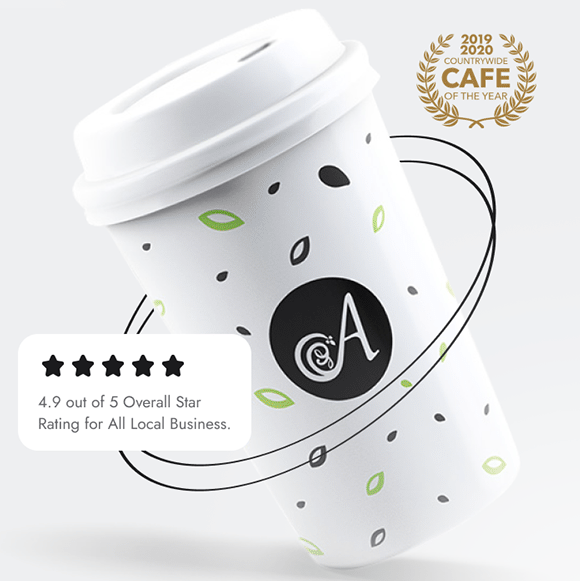 2019
2020
COUNTRYWIDE
CAFE
OF THE YEAR
A
4.9 out of 5 Overall Star
Rating for All Local Business.